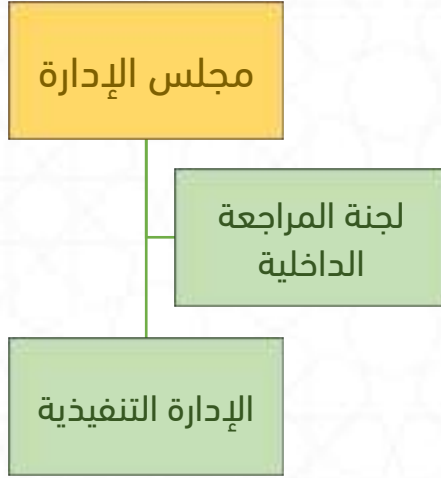 مجلس الإدارة
لجنة المراجعة
الداخلية
الإدارة التنفيذية